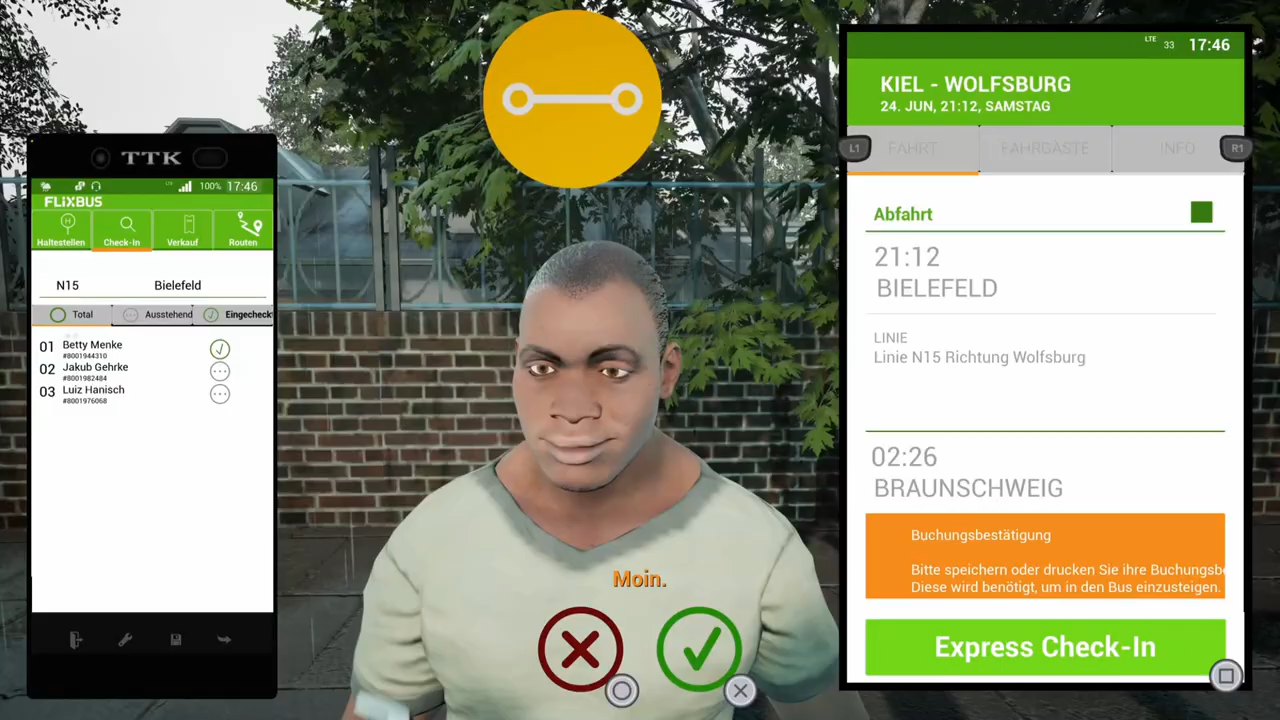 TTK
LTE
100%
17:46
FLiXBUS
H
Haltestellen
Check-In
Verkauf
Routen
N15
Bielefeld
Total
Ausstehend
Eingecheckt
01
Betty Menke
#8001944310
02
Jakub Gehrke
#8001982484
03
Luiz Hanisch
#8001976068
Moin.
LTE
33
17:46
KIEL - WOLFSBURG
24. JUN, 21:12, SAMSTAG
L1
FAHRT
FAHRGÄSTE
INFO
R1
Abfahrt
21:12
BIELEFELD
LINIE
Linie N15 Richtung Wolfsburg
02:26
BRAUNSCHWEIG
Buchungsbestätigung
Bitte speichern oder drucken Sie ihre Buchungsbe
Diese wird benötigt, um in den Bus einzusteigen.
Express Check-In